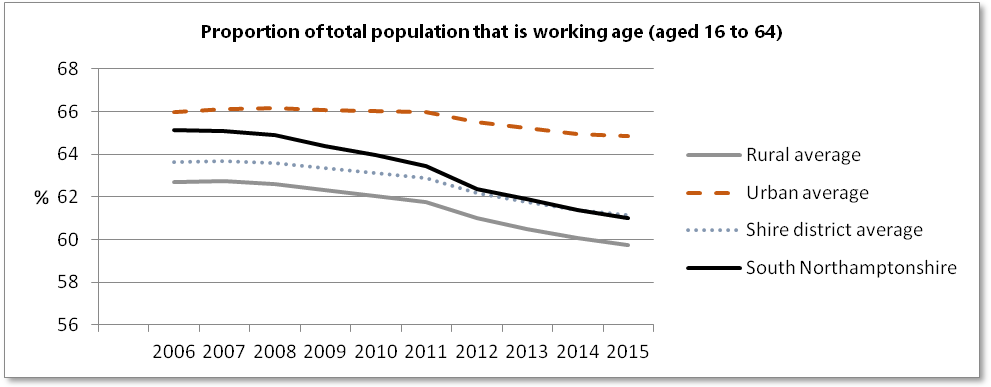 Proportion of total population that is working age (aged 16 to 64)
68
66
64
62
60
58
56
%
2006 2007 2008 2009 2010 2011 2012 2013 2014 2015
Rural average
Urban average
Shire district average
South Northamptonshire